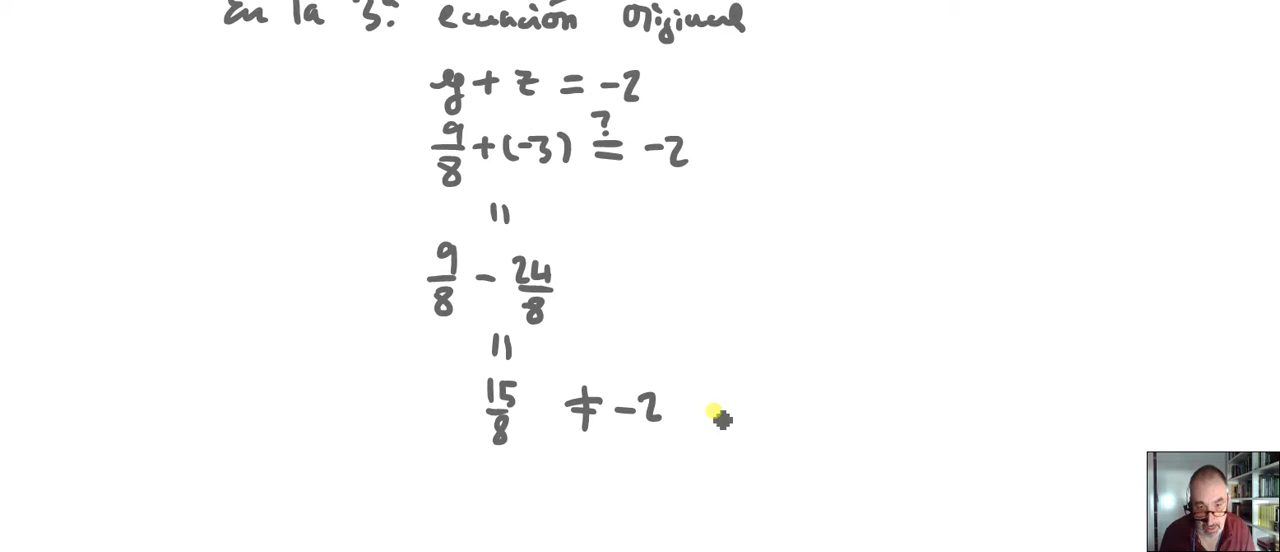 En la 3ª ecuación original
y + z = -2
9/8 + (-3) ≟ -2
=
9/8 - 24/8
=
15/8 ≠ -2